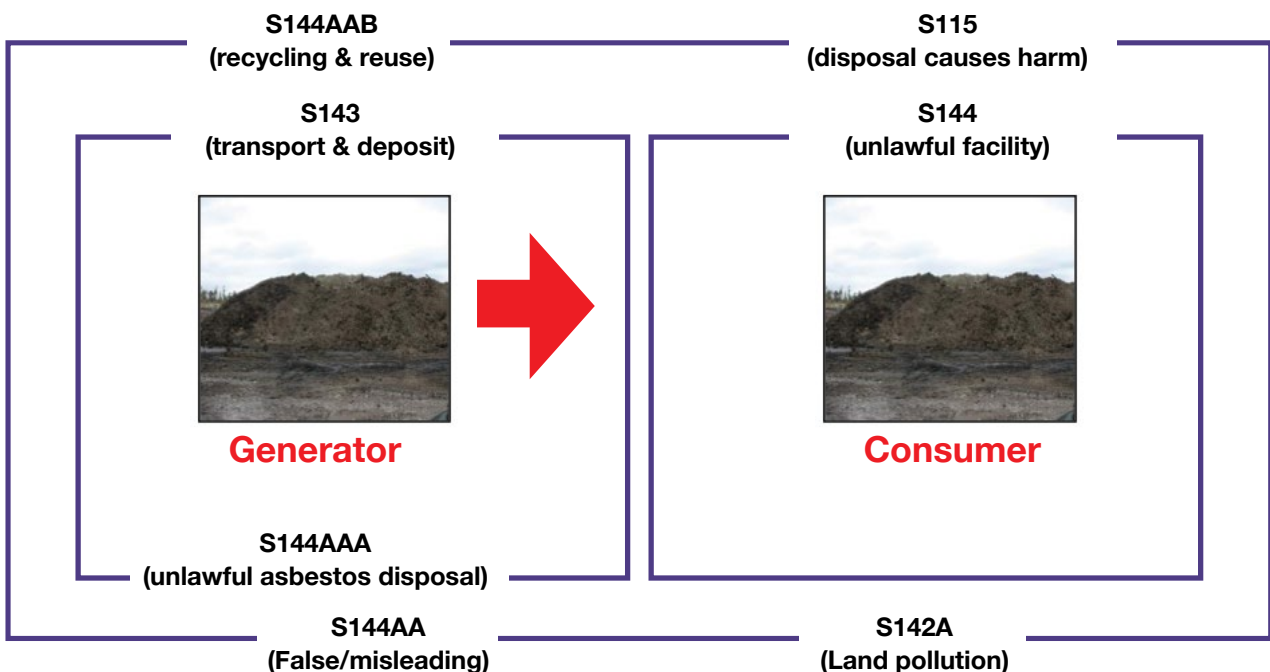 S144AAB
(recycling & reuse)
S115
(disposal causes harm)
S143
(transport & deposit)
S144
(unlawful facility)
Generator
Consumer
S144AAA
(unlawful asbestos disposal)
S144AA
(False/misleading)
S142A
(Land pollution)